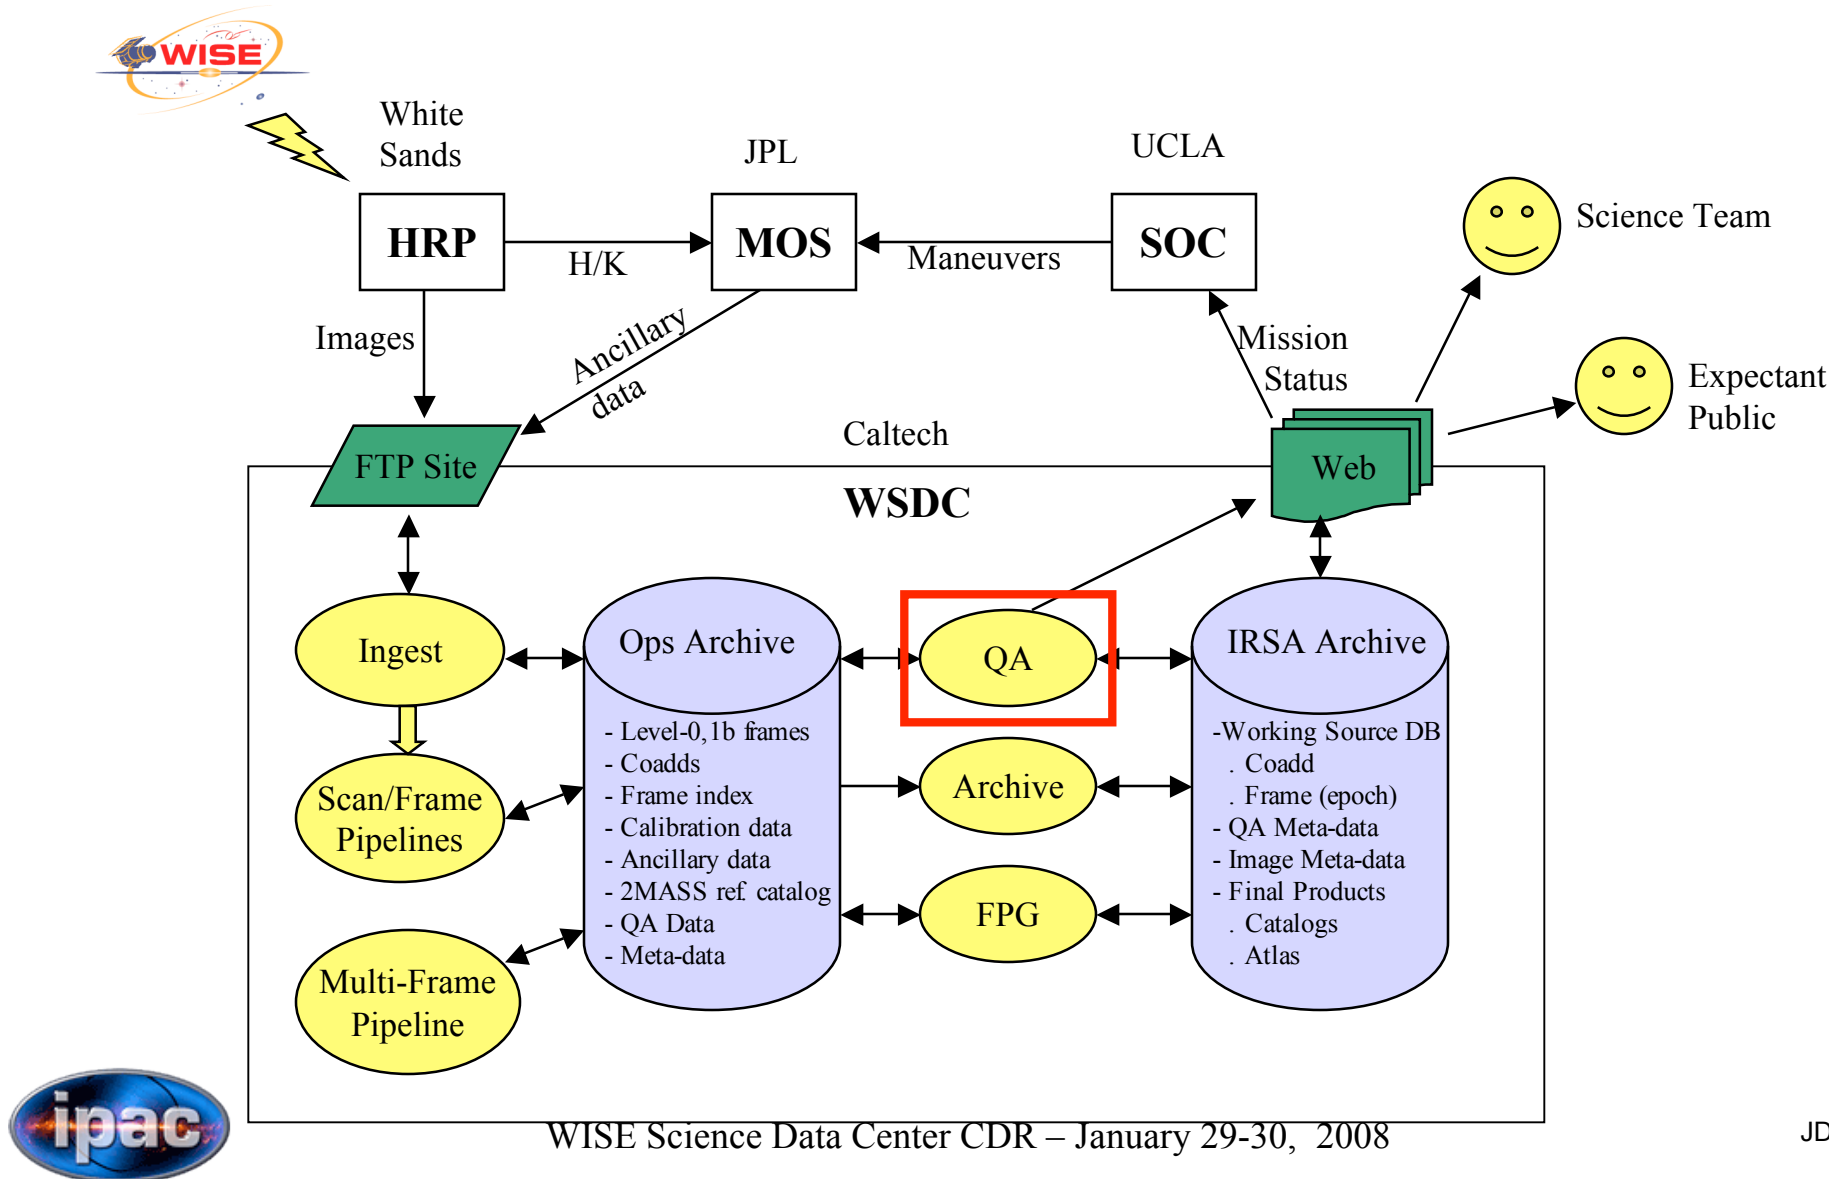 WISE
White
Sands
JPL
UCLA
HRP
H/K
MOS
Maneuvers
SOC
Science Team
Images
Ancillary
data
Mission
Status
Expectant
Public
FTP Site
Caltech
Web
WSDC
Ingest
Ops Archive
QA
IRSA Archive
Scan/Frame
Pipelines
- Level-0,1b frames
- Coadds
- Frame index
- Calibration data
- Ancillary data
- 2MASS ref. catalog
- QA Data
- Meta-data
Archive
FPG
-Working Source DB
. Coadd
. Frame (epoch)
- QA Meta-data
- Image Meta-data
- Final Products
. Catalogs
. Atlas
Multi-Frame
Pipeline
ipac
WISE Science Data Center CDR – January 29-30, 2008
JD